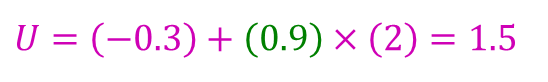 U = (−0.3) + (0.9) × (2) = 1.5